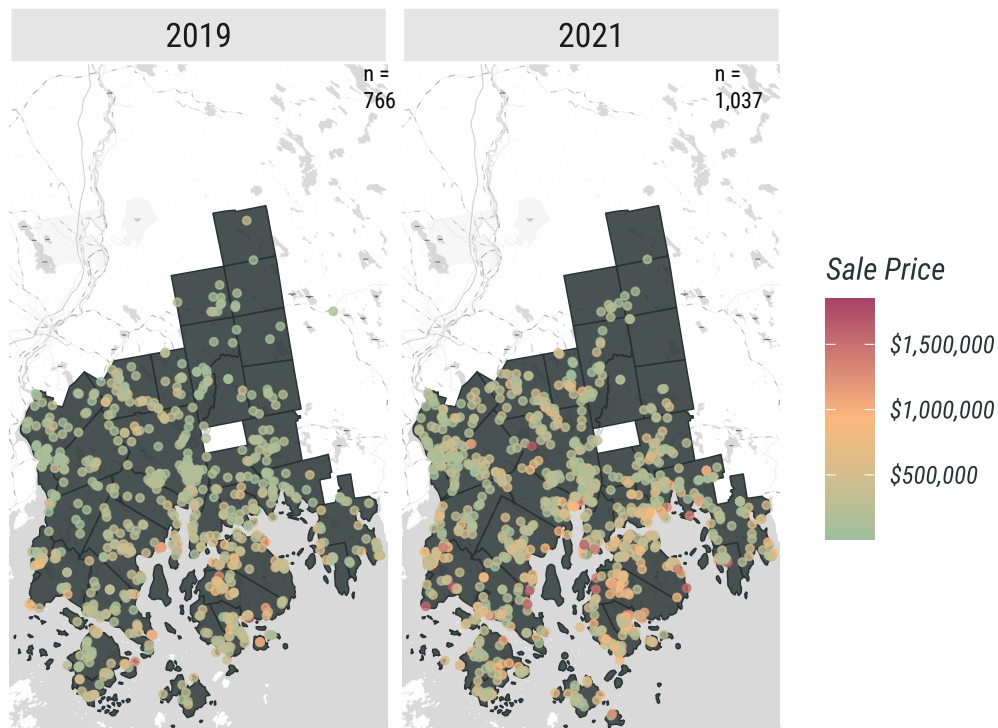 2019
2021
n =
766
n =
1,037
Sale Price
$1,500,000
$1,000,000
$500,000